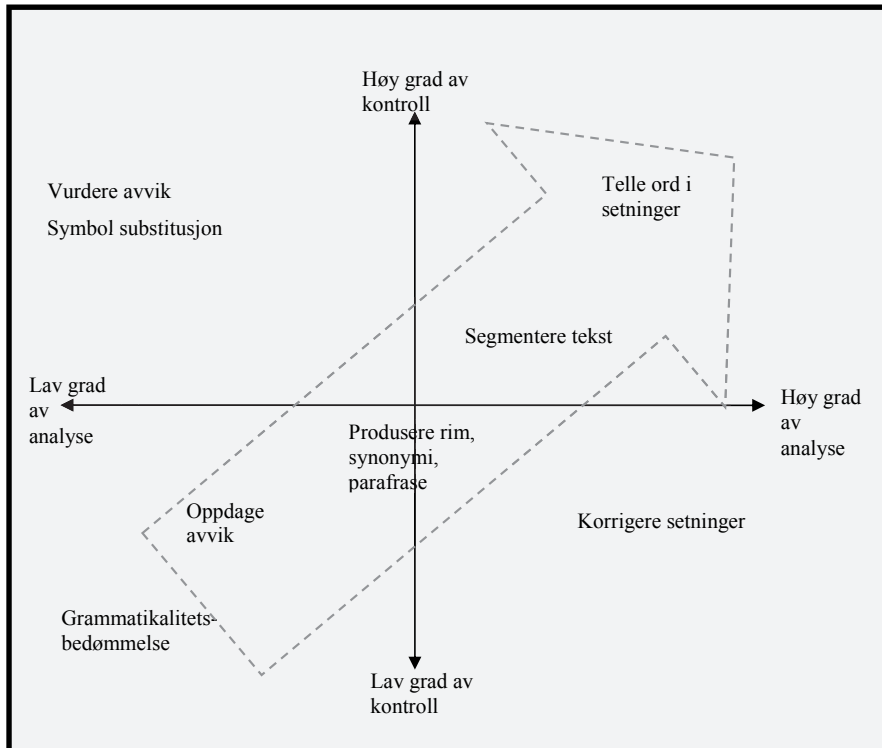 Høy grad av
kontroll
Vurdere avvik
Symbol substitusjon
Telle ord i
setninger
Segmentere tekst
Lav grad
av
analyse
Høy grad
av
analyse
Produsere rim,
synonymi,
parafrase
Oppdage
avvik
Korrigere setninger
Grammatikalitets-
bedømmelse
Lav grad av
kontroll